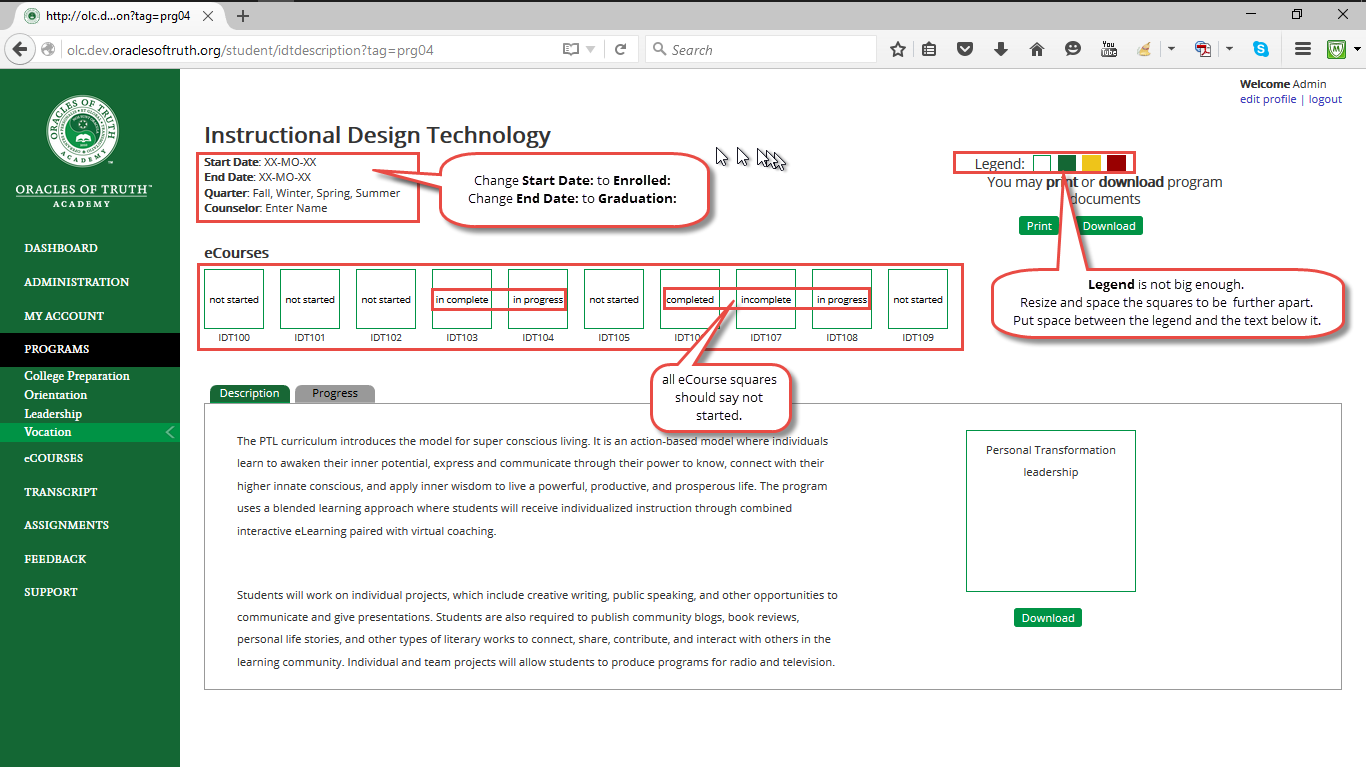 http://olc.d...on?tag=prg04
olc.dev.oraclesoftruth.org/student/idtdescription?tag=prg04
Search
You Tube
ORACLES OF TRUTH
ACADEMY
ORACLES OF TRUTH™
ACADEMY
DASHBOARD
ADMINISTRATION
MY ACCOUNT
PROGRAMS
College Preparation
Orientation
Leadership
Vocation
eCOURSES
TRANSCRIPT
ASSIGNMENTS
FEEDBACK
SUPPORT
Welcome Admin
edit profile | logout
Instructional Design Technology
Start Date: XX-MO-XX
End Date: XX-MO-XX
Quarter: Fall, Winter, Spring, Summer
Counselor: Enter Name
Change Start Date: to Enrolled:
Change End Date: to Graduation:
Legend:
You may print or download program
documents
Print
Download
Legend is not big enough.
Resize and space the squares to be further apart.
Put space between the legend and the text below it.
eCourses
not started not started not started in complete in progress not started completed incomplete in progress not started
IDT100 IDT101 IDT102 IDT103 IDT104 IDT105 IDT107 IDT108 IDT109
all eCourse squares
should say not
started.
Description
Progress
The PTL curriculum introduces the model for super conscious living. It is an action-based model where individuals
learn to awaken their inner potential, express and communicate through their power to know, connect with their
higher innate conscious, and apply inner wisdom to live a powerful, productive, and prosperous life. The program
uses a blended learning approach where students will receive individualized instruction through combined
interactive eLearning paired with virtual coaching.
Students will work on individual projects, which include creative writing, public speaking, and other opportunities to
communicate and give presentations. Students are also required to publish community blogs, book reviews,
personal life stories, and other types of literary works to connect, share, contribute, and interact with others in the
learning community. Individual and team projects will allow students to produce programs for radio and television.
Personal Transformation
leadership
Download